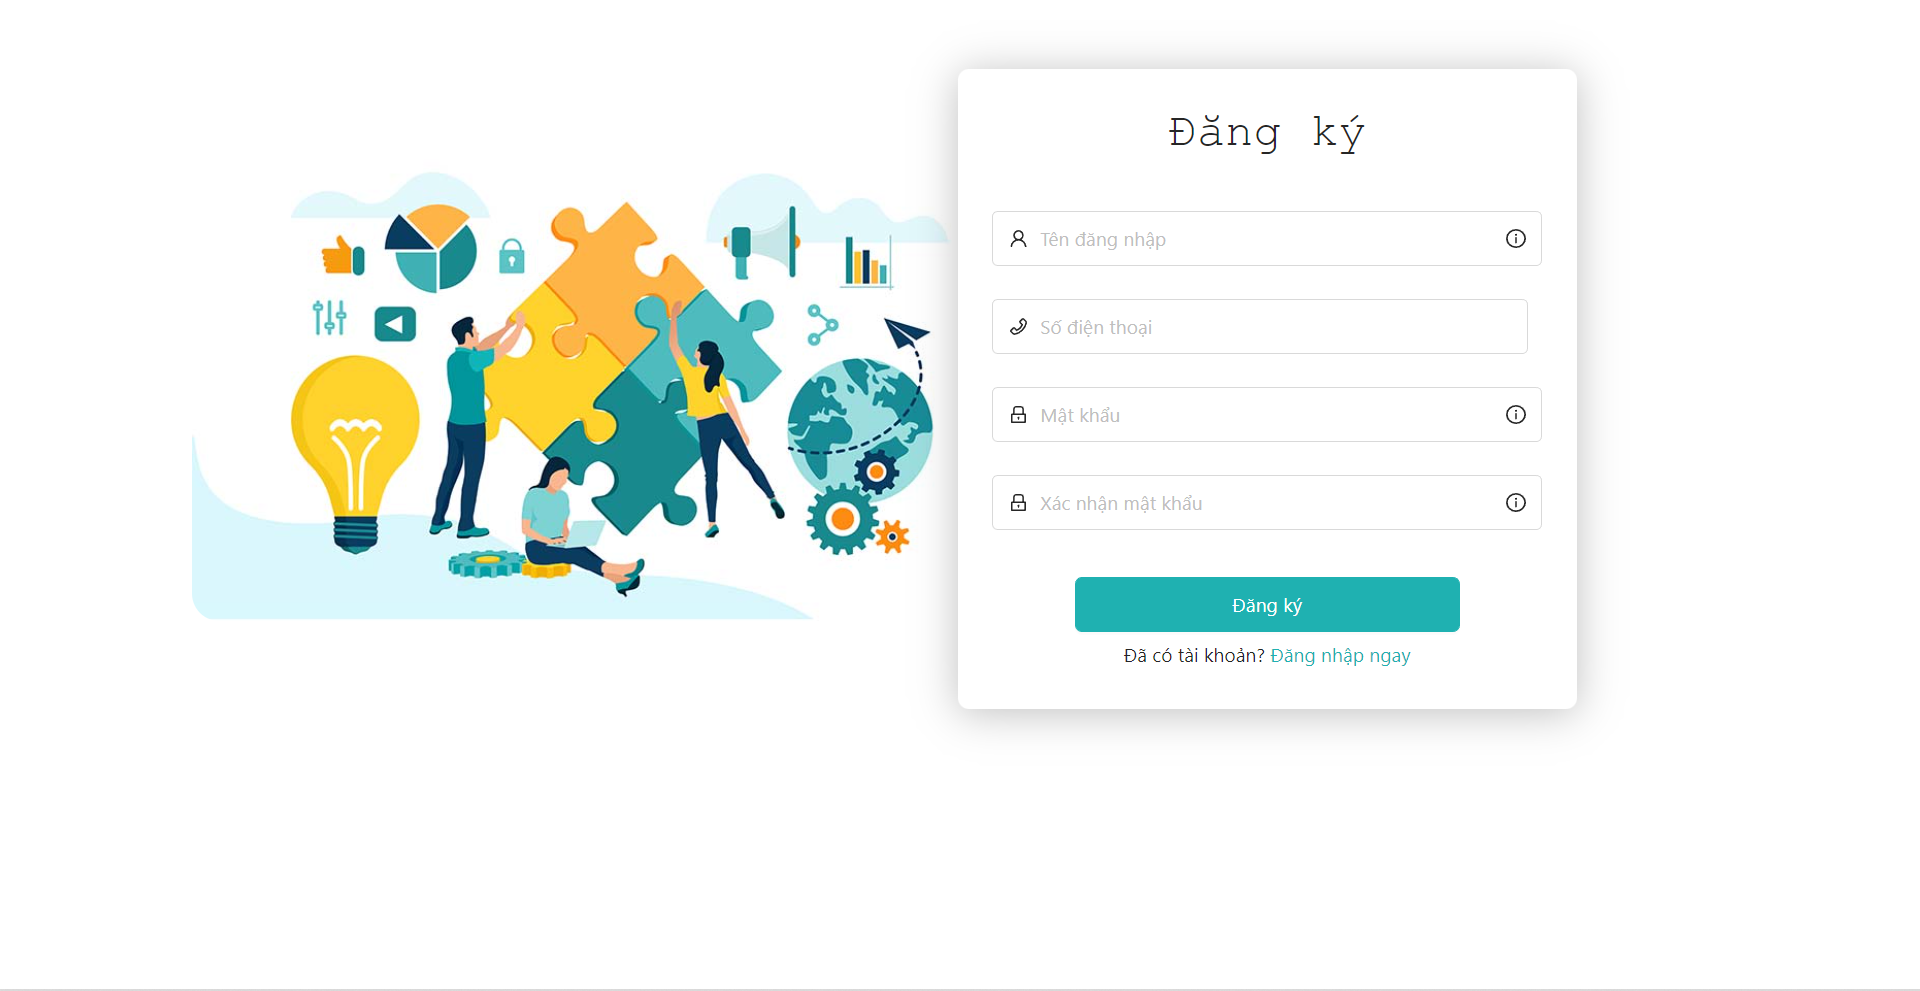 Đăng ký
Tên đăng nhập
Số điện thoại
Mật khẩu
Xác nhận mật khẩu
Đăng ký
Đã có tài khoản? Đăng nhập ngay